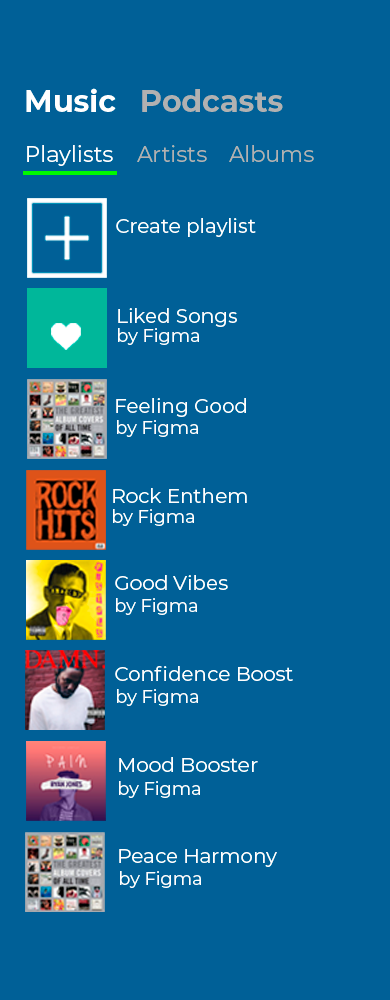 Music Podcasts
Playlists Artists Albums
Create playlist
Liked Songs
by Figma
THE GREATEST
ALBUM COVERS
OF ALL TIME
Feeling Good
by Figma
ROCK
HITS
Rock Enthem
by Figma
Good Vibes
by Figma
DAMN.
Confidence Boost
by Figma
PAIN
RYAN JONES
Mood Booster
by Figma
THE GREATEST
ALBUM COVERS
OF ALL TIME
Peace Harmony
by Figma